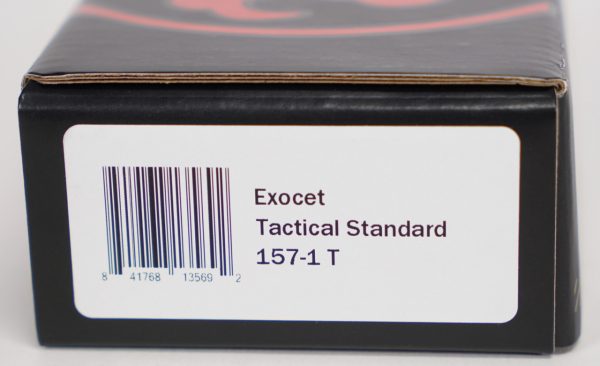 Exocet
Tactical Standard
157-1 T
8 41768 13569 2